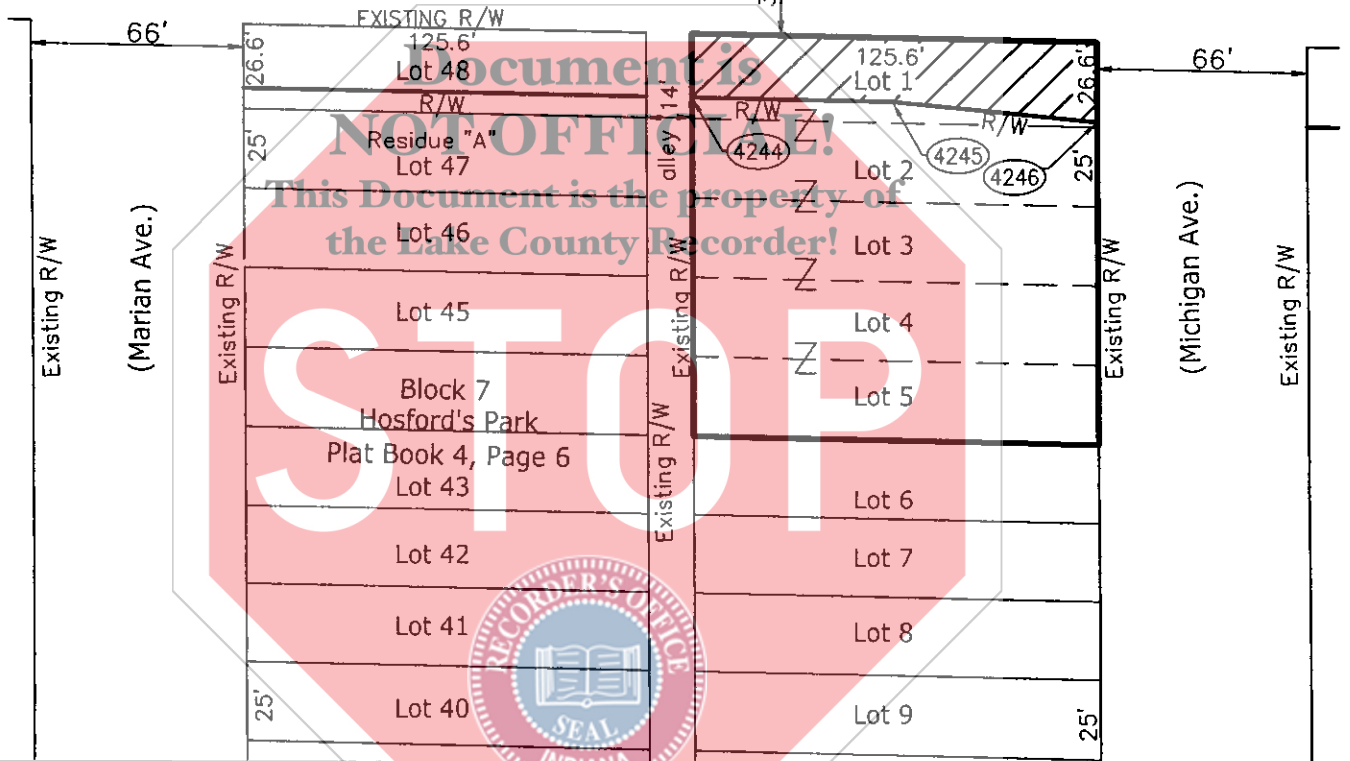 EXISTING R/W
66'
125.6'
26.6'
Lot 48
R/W
Residue "A"
25'
Lot 47
Lot 46
Lot 45
Block 7
Hosford's Park
Plat Book 4, Page 6
Lot 43
Lot 42
Lot 41
Lot 40
25'
Existing R/W
(Marian Ave.)
Existing R/W
alley
14'
Existing R/W
Existing R/W
125.6'
Lot 1
26.6'
66'
R/W
R/W
4244
4245
4246
Lot 2
25'
Lot 3
Lot 4
Lot 5
Lot 6
Lot 7
Lot 8
Lot 9
25'
Z
Z
Z
Z
Existing R/W
(Michigan Ave.)
Existing R/W
Document is
NOT OFFICIAL!
This Document is the property of
the Lake County Recorder!
STOP
RECORDER'S OFFICE
SEAL
INDIANA